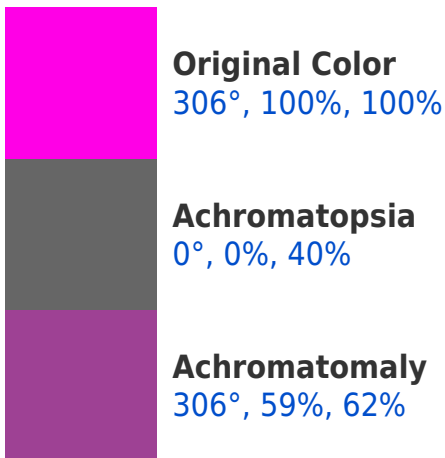 Original Color
306°, 100%, 100%
Achromatopsia
0°, 0%, 40%
Achromatomaly
306°, 59%, 62%